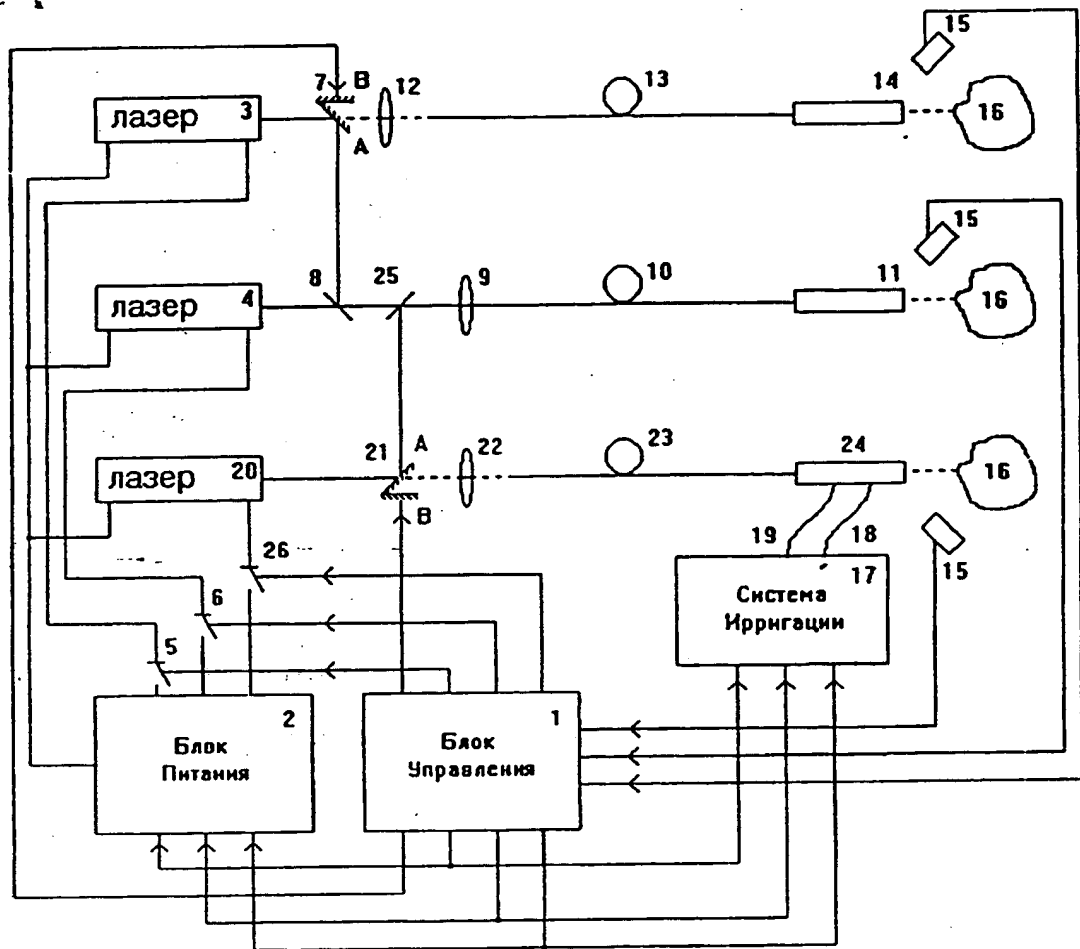 15
7 B 12 13 14
лазер 3 16
A
15
8 25 9 10 11
лазер 4 16
21 A 22 23 24
лазер 20 16
B
26 19 18 15
6
5
Система
Ирригации
17
2
Блок
Питания
1
Блок
Управления